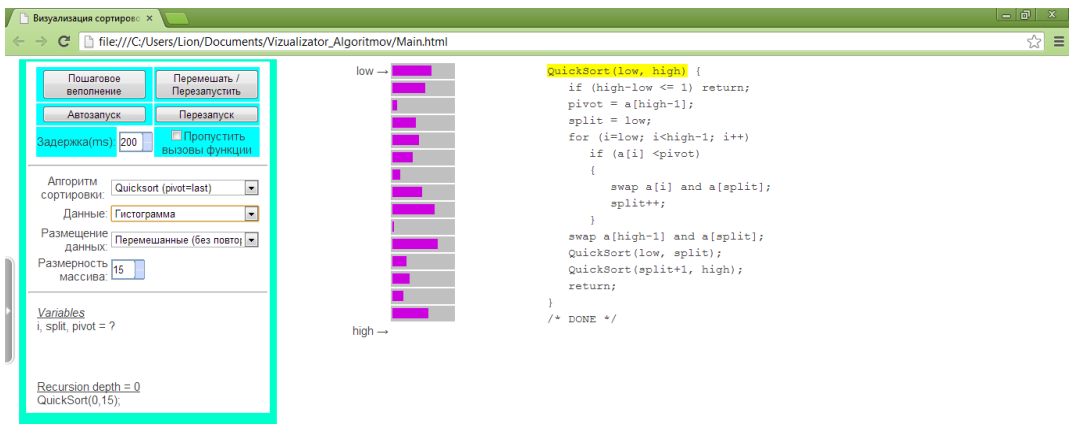 Визуализация сортирово
file:///C:/Users/Lion/Documents/Vizualizator_Algoritmov/Main.html
Пошаговое
веполнение
Перемешать /
Перезапустить
Автозапуск
Перезапуск
Задержка(ms): 200
Пропустить
вызовы функции
Алгоритм
сортировки: Quicksort (pivot=last)
Данные: Гистограмма
Размещение
данных: Перемешанные (без повтор
Размерность
массива: 15
Variables
i, split, pivot = ?
Recursion depth = 0
QuickSort(0,15);
low →
high →
QuickSort(low, high) {
if (high-low <= 1) return;
pivot = a[high-1];
split = low;
for (i=low; i<high-1; i++)
if (a[i] <pivot)
{
swap a[i] and a[split];
split++;
}
swap a[high-1] and a[split];
QuickSort(low, split);
QuickSort(split+1, high);
return;
}
/* DONE */